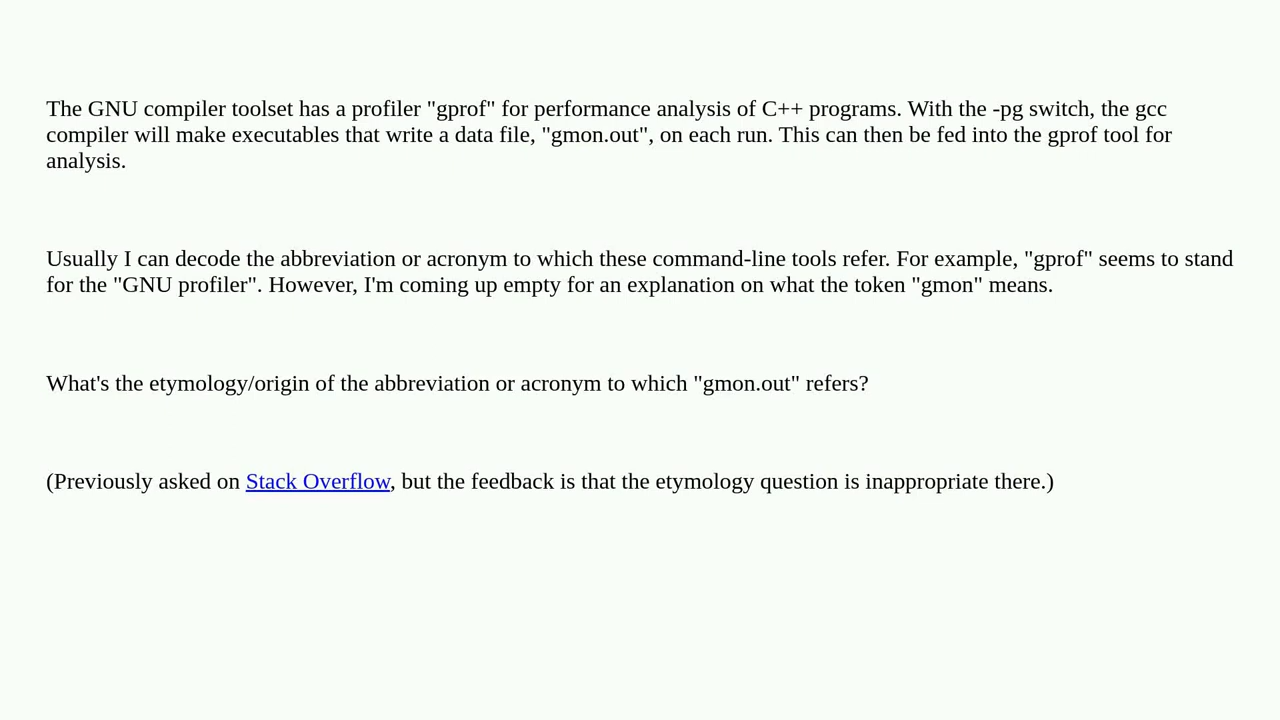 The GNU compiler toolset has a profiler "gprof" for performance analysis of C++ programs. With the -pg switch, the gcc
compiler will make executables that write a data file, "gmon.out", on each run. This can then be fed into the gprof tool for
analysis.
Usually I can decode the abbreviation or acronym to which these command-line tools refer. For example, "gprof" seems to stand
for the "GNU profiler". However, I'm coming up empty for an explanation on what the token "gmon" means.
What's the etymology/origin of the abbreviation or acronym to which "gmon.out" refers?
(Previously asked on Stack Overflow, but the feedback is that the etymology question is inappropriate there.)